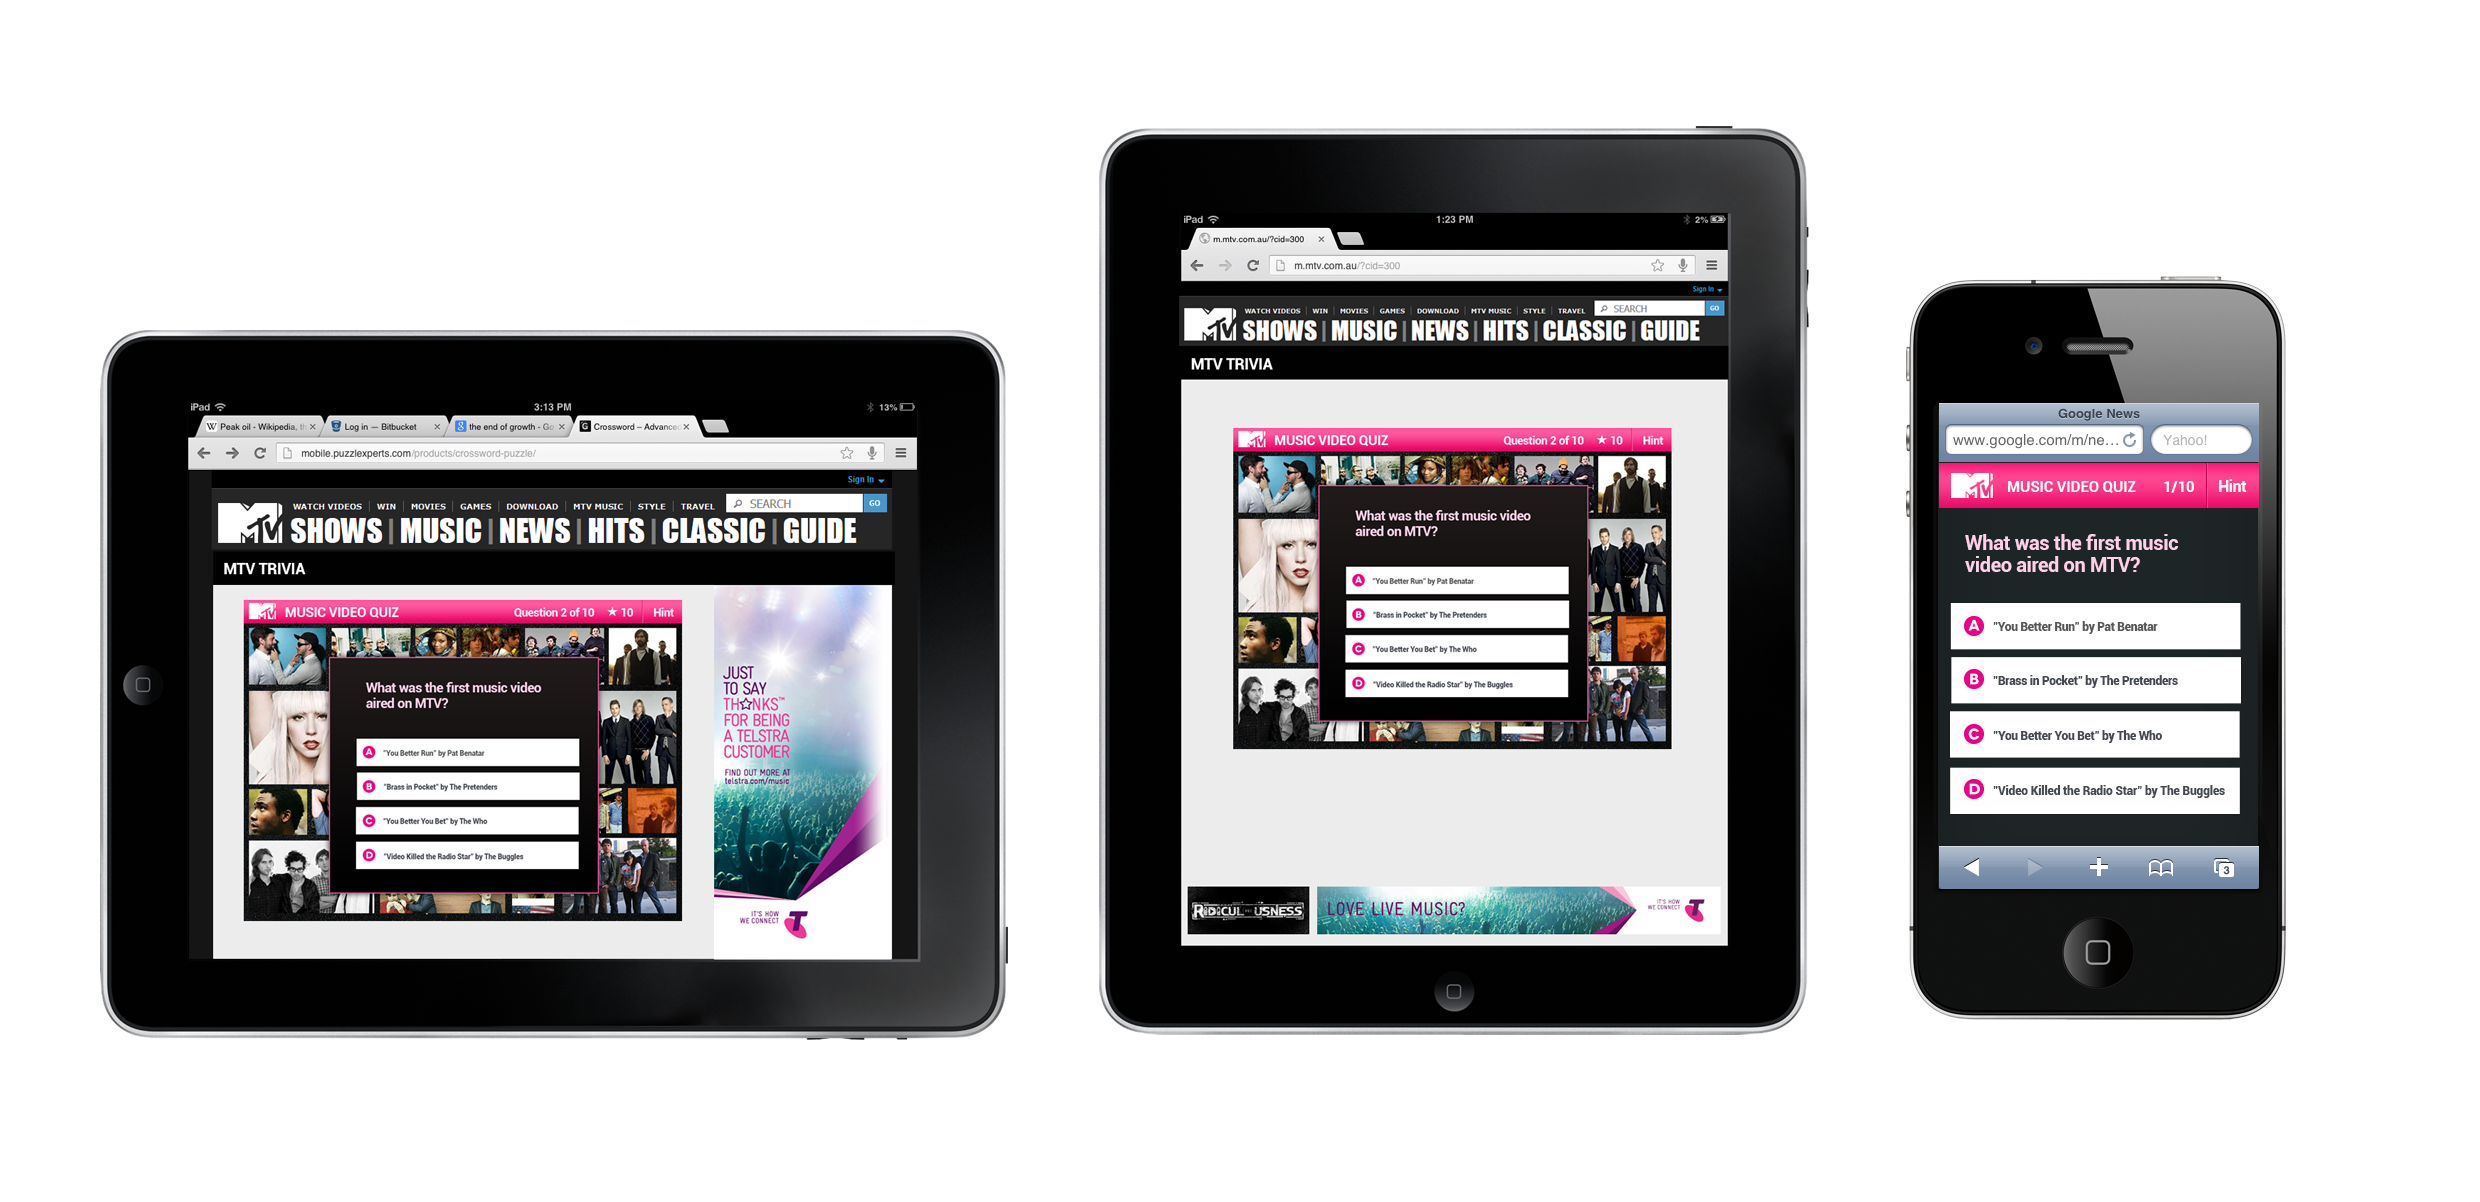 iPad 3:13 PM 13%
Peak oil - Wikipedia, th Log in — Bitbucket the end of growth - Go Crossword – Advanced
mobile.puzzlexperts.com/products/crossword-puzzle/
Sign In
WATCH VIDEOS | WIN | MOVIES | GAMES | DOWNLOAD | MTV MUSIC | STYLE | TRAVEL SEARCH GO
MTV SHOWS | MUSIC | NEWS | HITS | CLASSIC | GUIDE
MTV TRIVIA
MTV MUSIC VIDEO QUIZ Question 2 of 10 ★ 10 Hint
What was the first music video
aired on MTV?
A "You Better Run" by Pat Benatar
B "Brass in Pocket" by The Pretenders
C "You Better You Bet" by The Who
D "Video Killed the Radio Star" by The Buggles
JUST
TO SAY
TH☆NKS™
FOR BEING
A TELSTRA
CUSTOMER
FIND OUT MORE AT
telstra.com/music
IT'S HOW
WE CONNECT
T
iPad 1:23 PM 2%
m.mtv.com.au/?cid=300
m.mtv.com.au/?cid=300
Sign In
WATCH VIDEOS | WIN | MOVIES | GAMES | DOWNLOAD | MTV MUSIC | STYLE | TRAVEL SEARCH GO
MTV SHOWS | MUSIC | NEWS | HITS | CLASSIC | GUIDE
MTV TRIVIA
MTV MUSIC VIDEO QUIZ Question 2 of 10 ★ 10 Hint
What was the first music video
aired on MTV?
A "You Better Run" by Pat Benatar
B "Brass in Pocket" by The Pretenders
C "You Better You Bet" by The Who
D "Video Killed the Radio Star" by The Buggles
RIDICULOUSNESS
LOVE LIVE MUSIC?
IT'S HOW
WE CONNECT
T
Google News
www.google.com/m/ne... Yahoo!
MTV MUSIC VIDEO QUIZ 1/10 Hint
What was the first music
video aired on MTV?
A "You Better Run" by Pat Benatar
B "Brass in Pocket" by The Pretenders
C "You Better You Bet" by The Who
D "Video Killed the Radio Star" by The Buggles
3